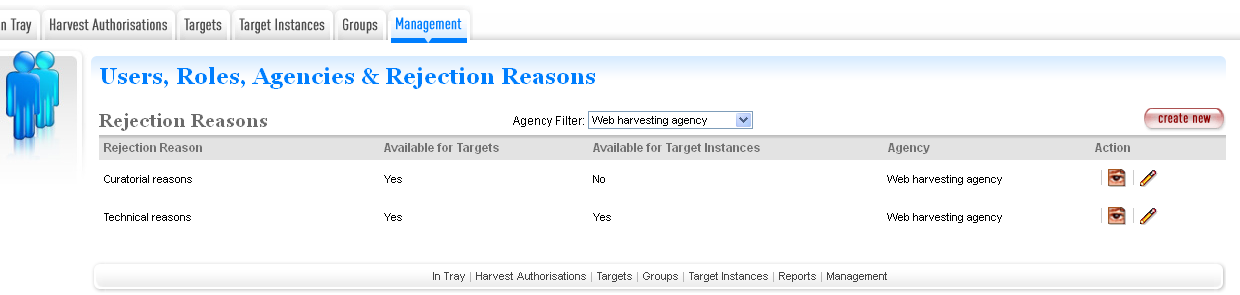 n Tray Harvest Authorisations Targets Target Instances Groups Management
Users, Roles, Agencies & Rejection Reasons
Rejection Reasons Agency Filter: Web harvesting agency create new
Rejection Reason Available for Targets Available for Target Instances Agency Action
Curatorial reasons Yes No Web harvesting agency
Technical reasons Yes Yes Web harvesting agency
In Tray | Harvest Authorisations | Targets | Groups | Target Instances | Reports | Management